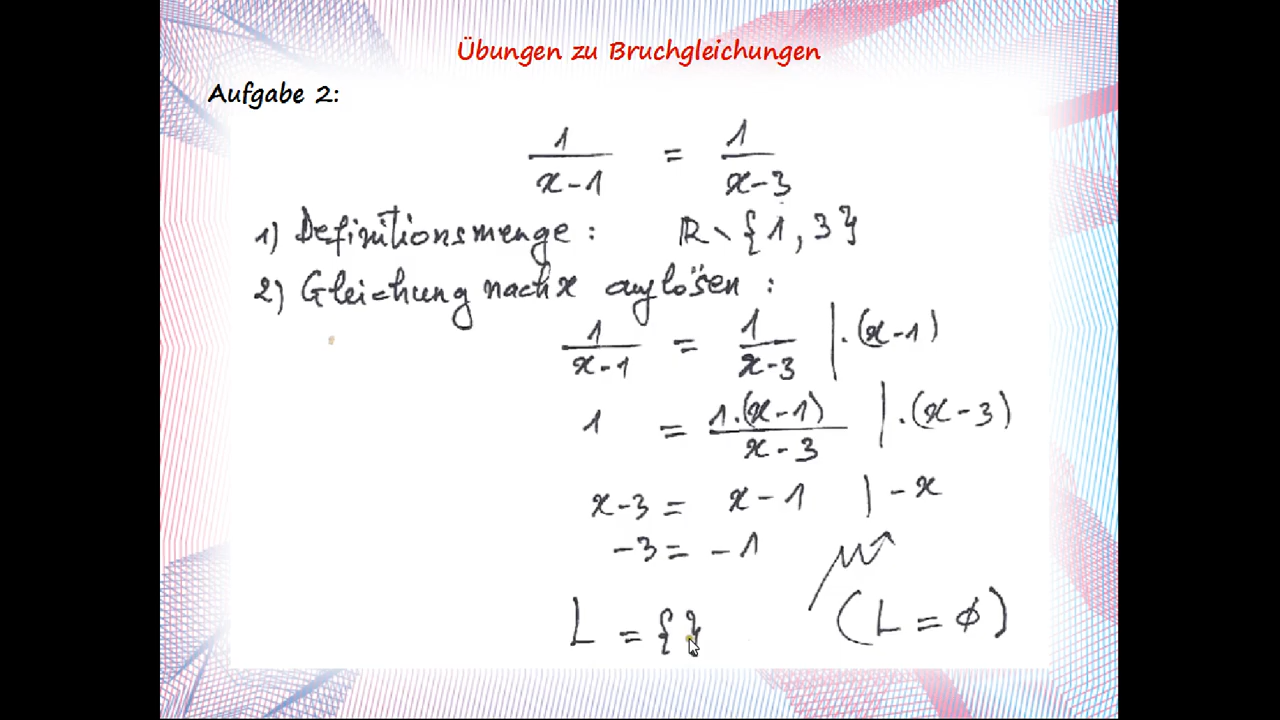 Übungen zu Bruchgleichungen
Aufgabe 2:
1/(x-1) = 1/(x-3)
1) Definitionsmenge: ℝ \ {1, 3}
2) Gleichung nach x auflösen:
1/(x-1) = 1/(x-3) | · (x-1)
1 = 1·(x-1)/(x-3) | · (x-3)
x-3 = x-1 | -x
-3 = -1
L = {} (L = ∅)